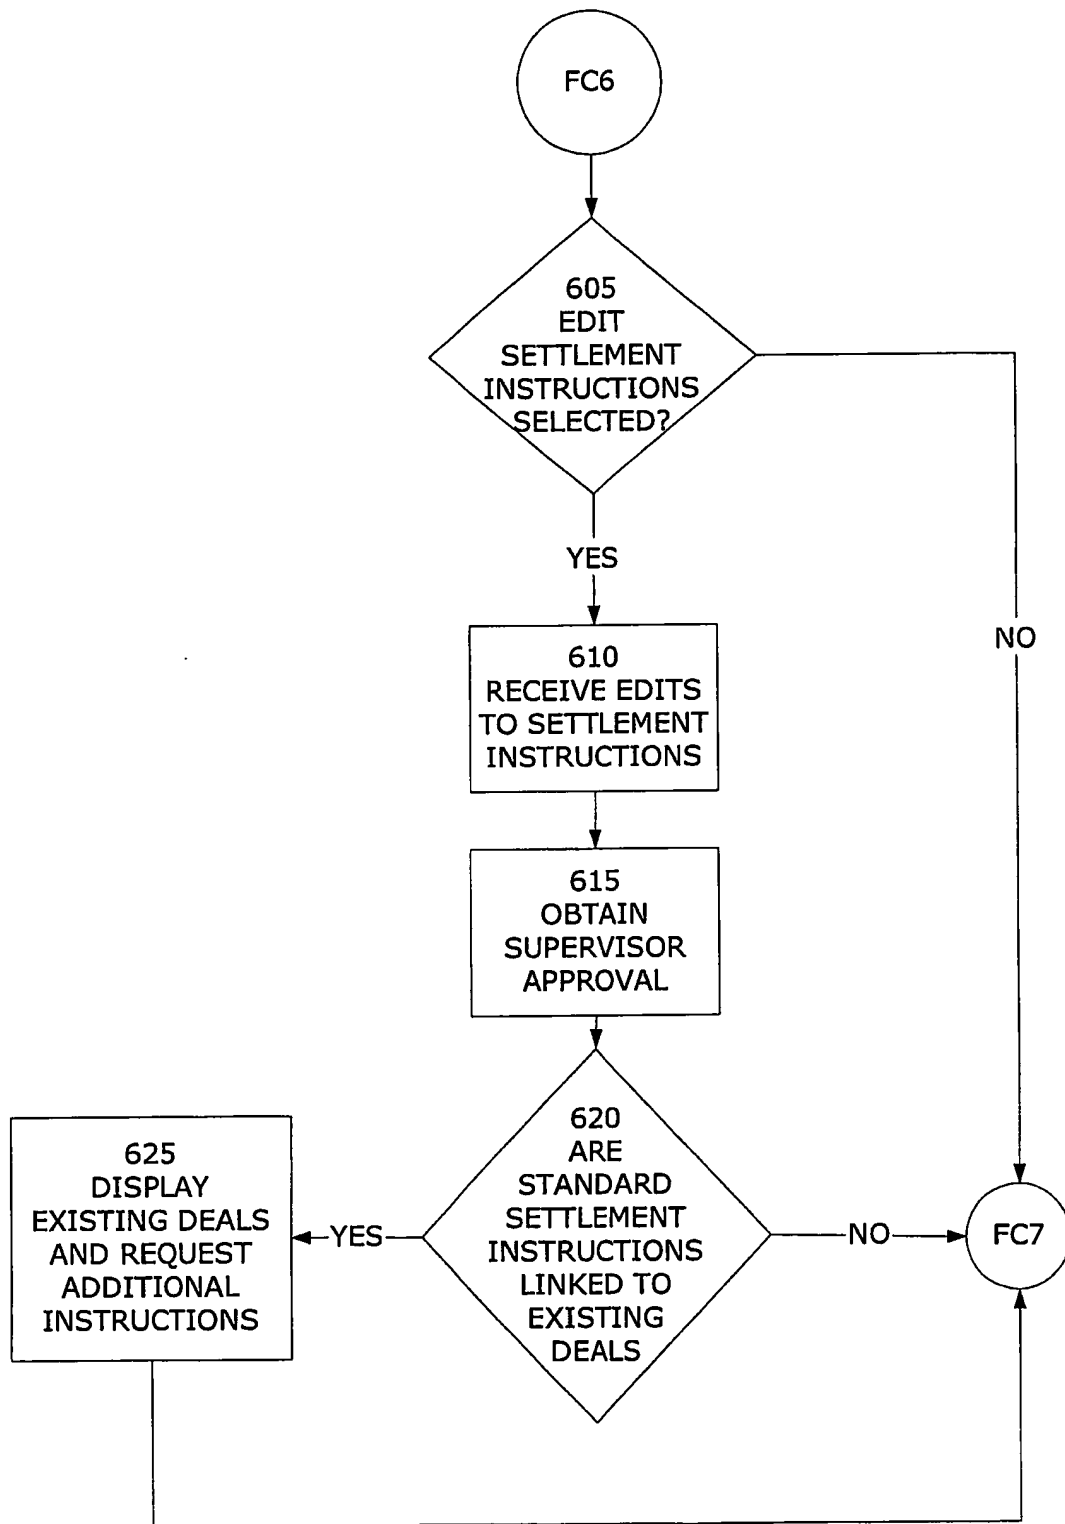 FC6
605
EDIT
SETTLEMENT
INSTRUCTIONS
SELECTED?
YES
NO
610
RECEIVE EDITS
TO SETTLEMENT
INSTRUCTIONS
615
OBTAIN
SUPERVISOR
APPROVAL
620
ARE
STANDARD
SETTLEMENT
INSTRUCTIONS
LINKED TO
EXISTING
DEALS
YES
NO
625
DISPLAY
EXISTING DEALS
AND REQUEST
ADDITIONAL
INSTRUCTIONS
FC7